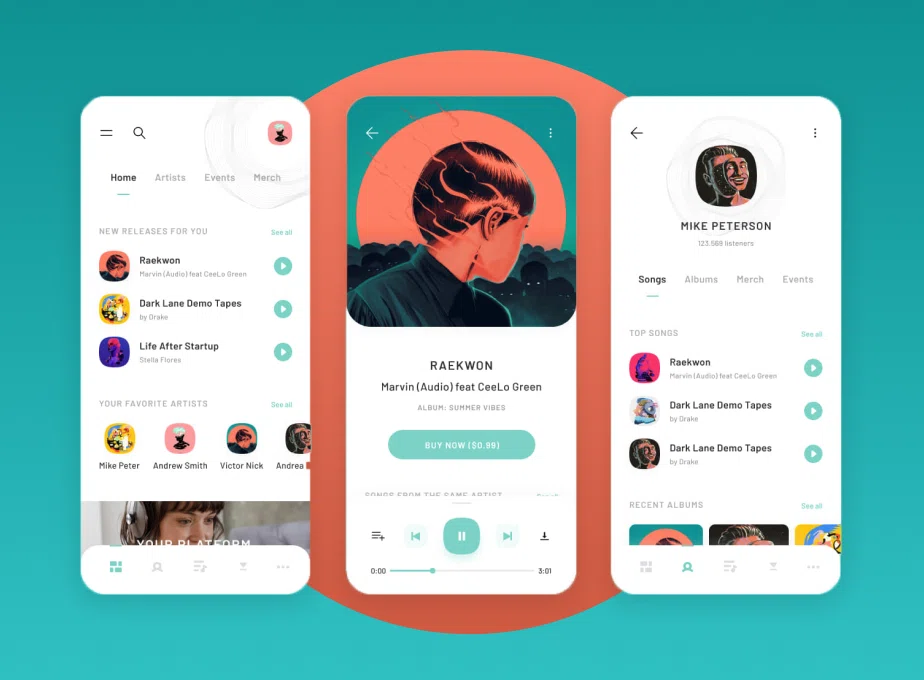 Home Artists Events Merch
NEW RELEASES FOR YOU See all
Raekwon
Marvin (Audio) feat CeeLo Green
Dark Lane Demo Tapes
by Drake
Life After Startup
Stella Flores
YOUR FAVORITE ARTISTS See all
Mike Peter Andrew Smith Victor Nick Andrea
YOUR PLATFORM
RAEKWON
Marvin (Audio) feat CeeLo Green
ALBUM: SUMMER VIBES
BUY NOW ($0.99)
SONGS FROM THE SAME ARTIST
0:00 3:01
MIKE PETERSON
123.569 listeners
Songs Albums Merch Events
TOP SONGS See all
Raekwon
Marvin (Audio) feat CeeLo Green
Dark Lane Demo Tapes
by Drake
Dark Lane Demo Tapes
by Drake
RECENT ALBUMS See all